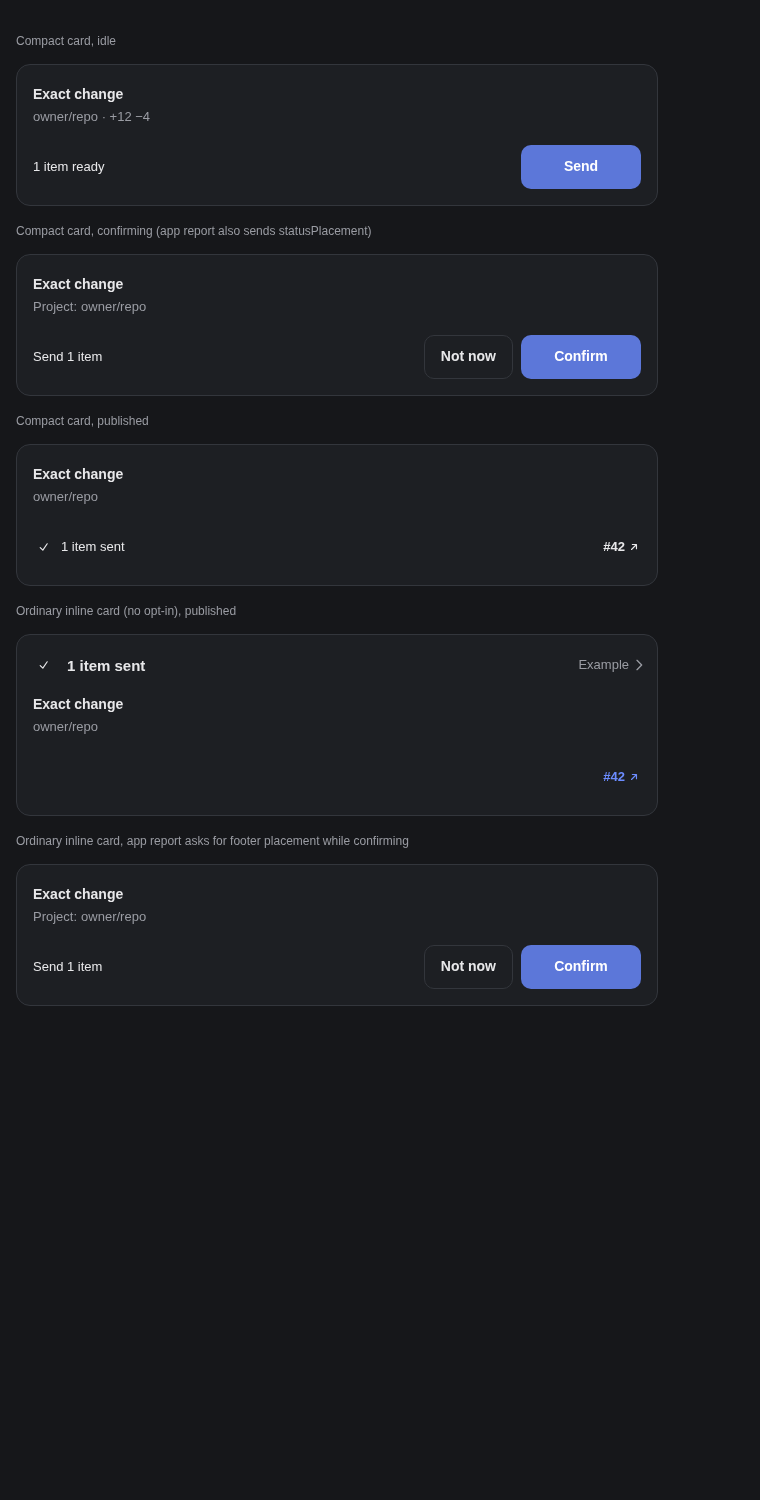 Compact card, idle
Exact change
owner/repo · +12 −4
1 item ready
Send
Compact card, confirming (app report also sends statusPlacement)
Exact change
Project: owner/repo
Send 1 item
Not now
Confirm
Compact card, published
Exact change
owner/repo
1 item sent
#42
Ordinary inline card (no opt-in), published
1 item sent
Example
Exact change
owner/repo
#42
Ordinary inline card, app report asks for footer placement while confirming
Exact change
Project: owner/repo
Send 1 item
Not now
Confirm